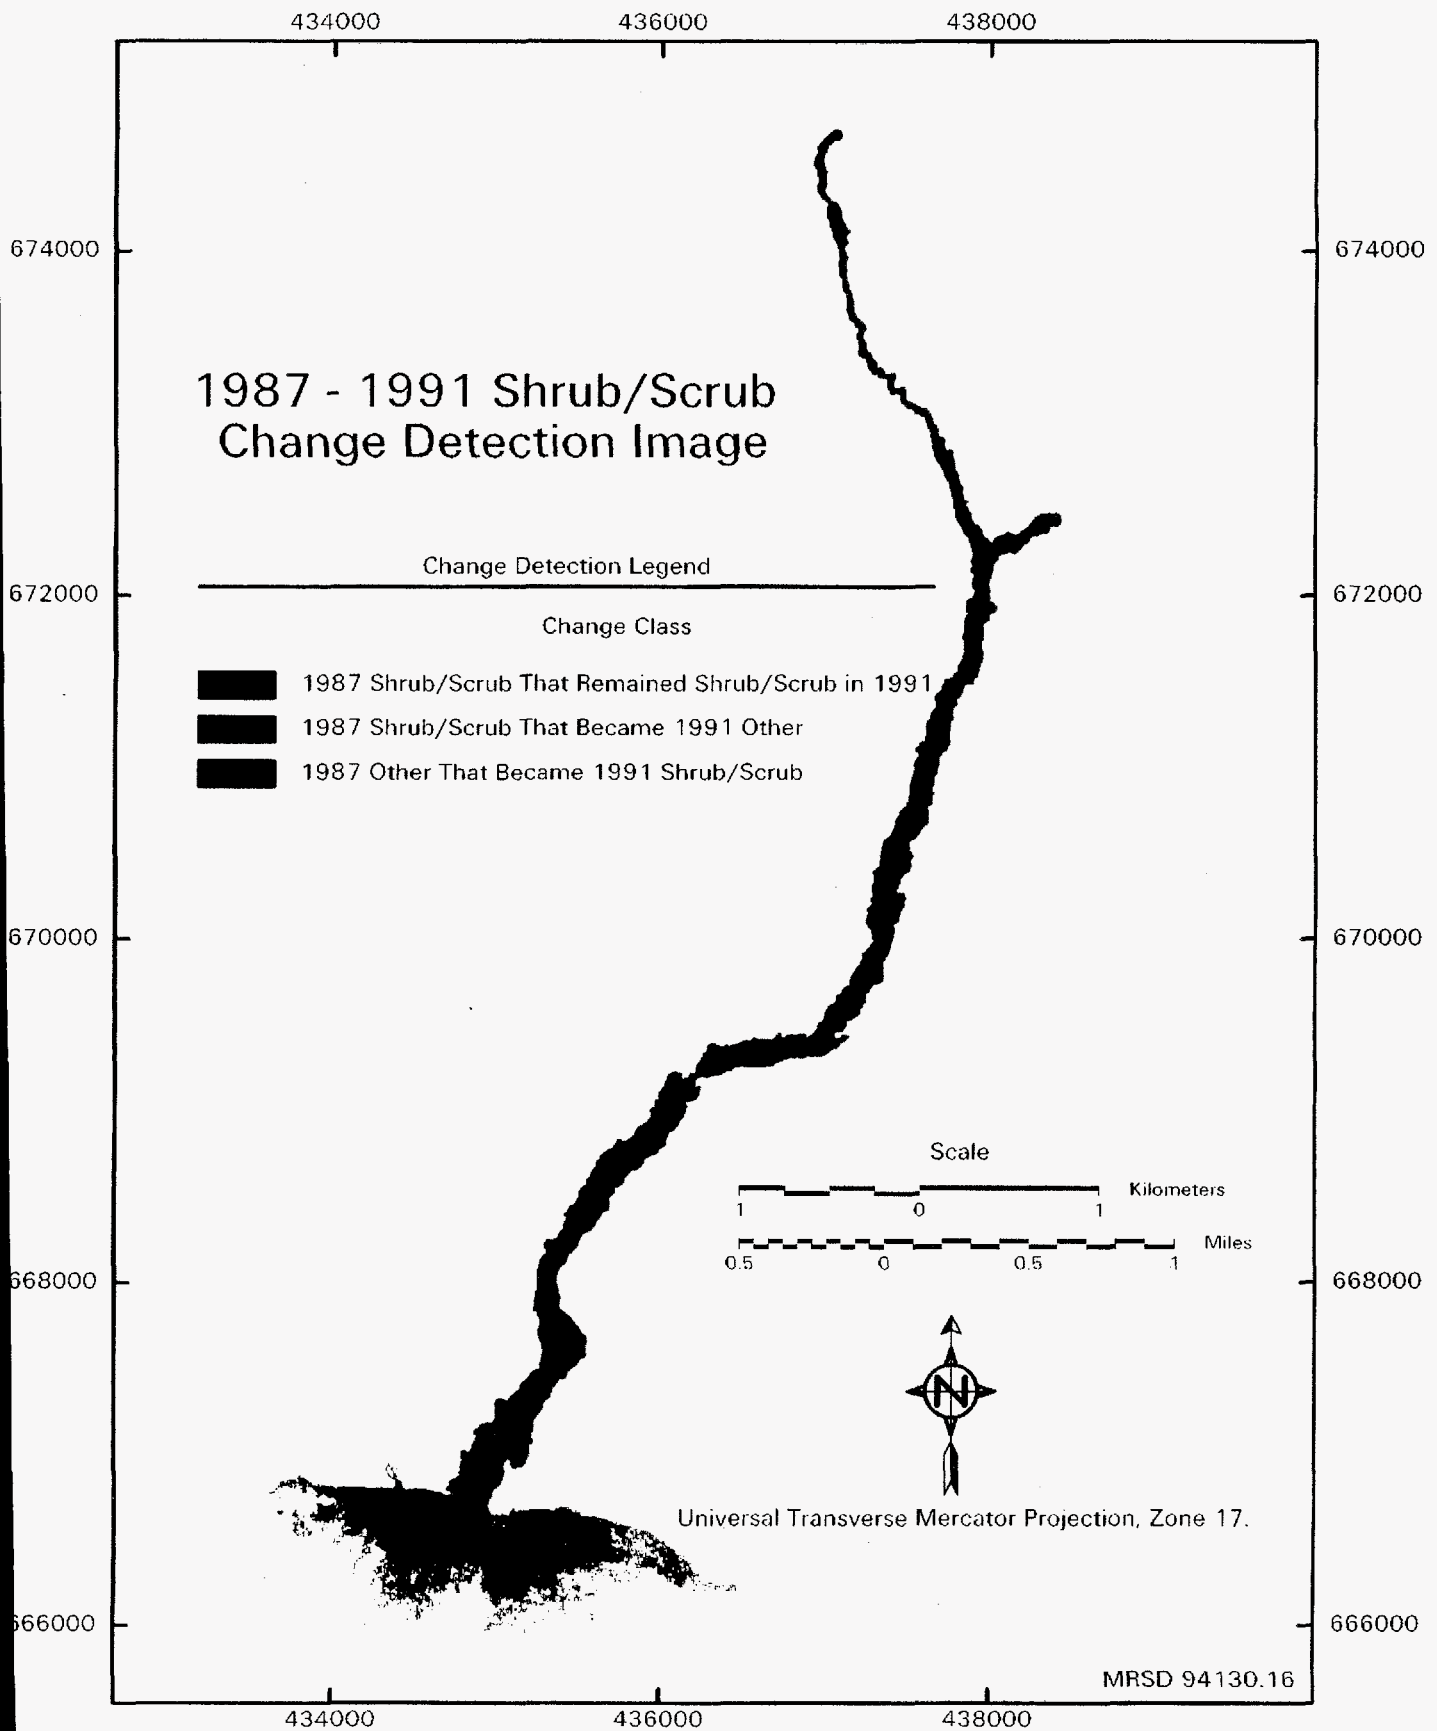 434000 436000 438000
674000 674000
1987 - 1991 Shrub/Scrub
Change Detection Image
Change Detection Legend
672000 672000
Change Class
1987 Shrub/Scrub That Remained Shrub/Scrub in 1991
1987 Shrub/Scrub That Became 1991 Other
1987 Other That Became 1991 Shrub/Scrub
670000 670000
Scale
Kilometers
1 0 1
Miles
0.5 0 0.5 1
668000 668000
N
Universal Transverse Mercator Projection, Zone 17.
666000 666000
MRSD 94130.16
434000 436000 438000